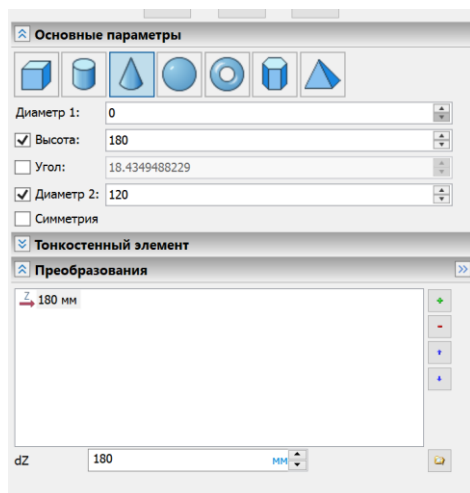 Основные параметры
Диаметр 1: 0
Высота: 180
Угол: 18.4349488229
Диаметр 2: 120
Симметрия
Тонкостенный элемент
Преобразования
Z 180 мм
dZ 180 мм